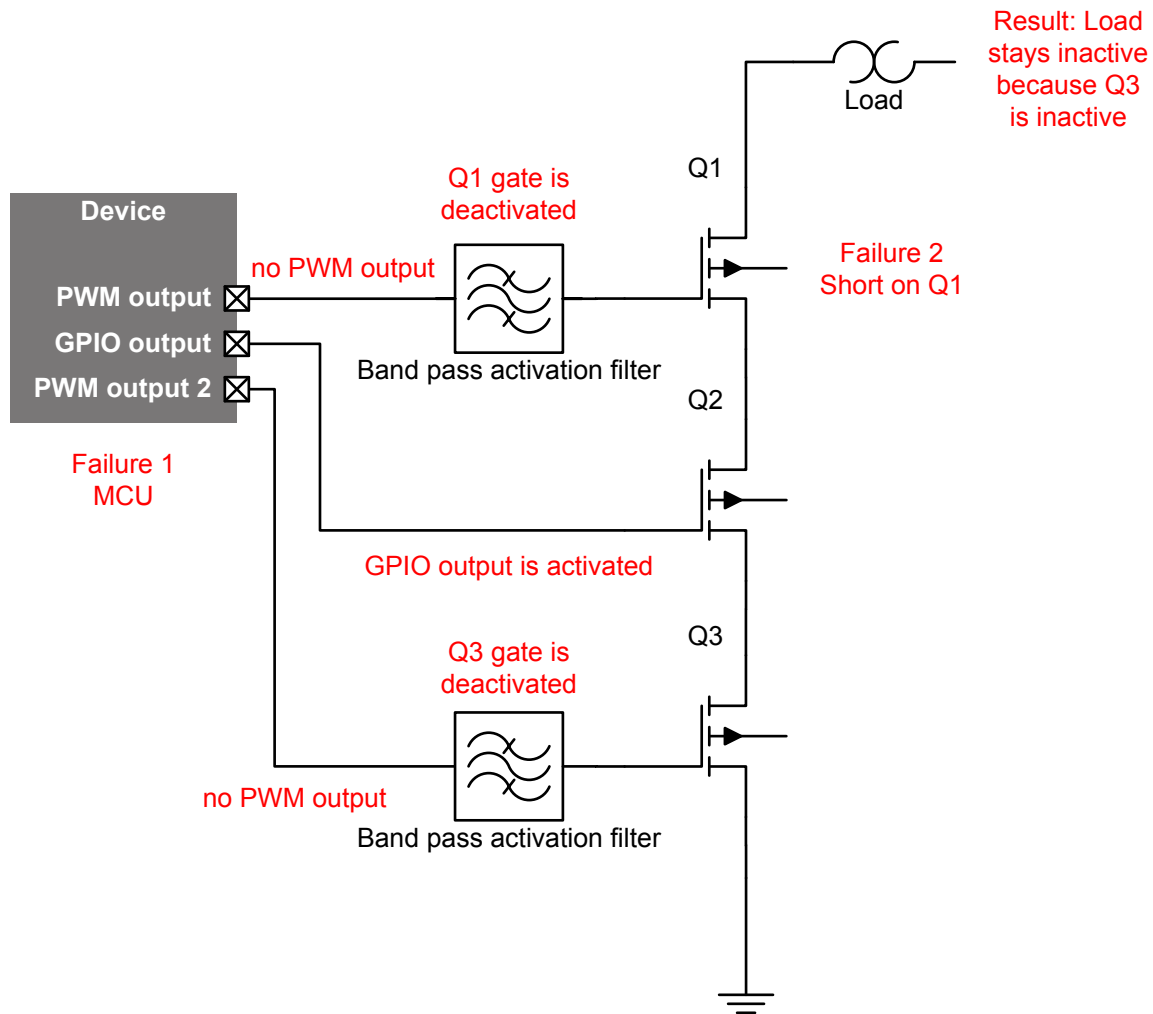 Result: Load
stays inactive
because Q3
is inactive
Load
Q1
Q1 gate is
deactivated
Device
no PWM output
Failure 2
Short on Q1
PWM output
GPIO output
PWM output 2
Band pass activation filter
Q2
Failure 1
MCU
GPIO output is activated
Q3
Q3 gate is
deactivated
no PWM output
Band pass activation filter